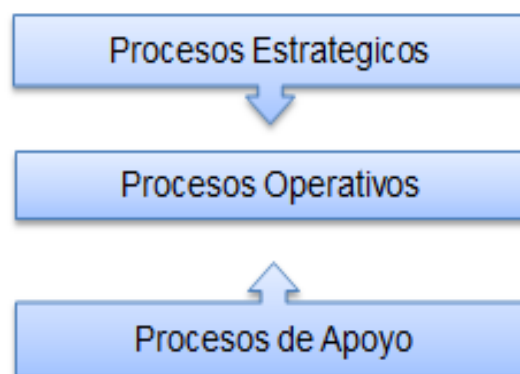 Procesos Estrategicos
Procesos Operativos
Procesos de Apoyo